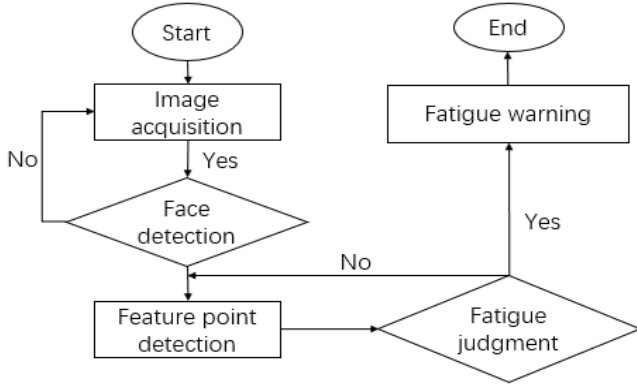 Start
End
Image
acquisition
Fatigue warning
No
Yes
Face
detection
Yes
No
Feature point
detection
Fatigue
judgment